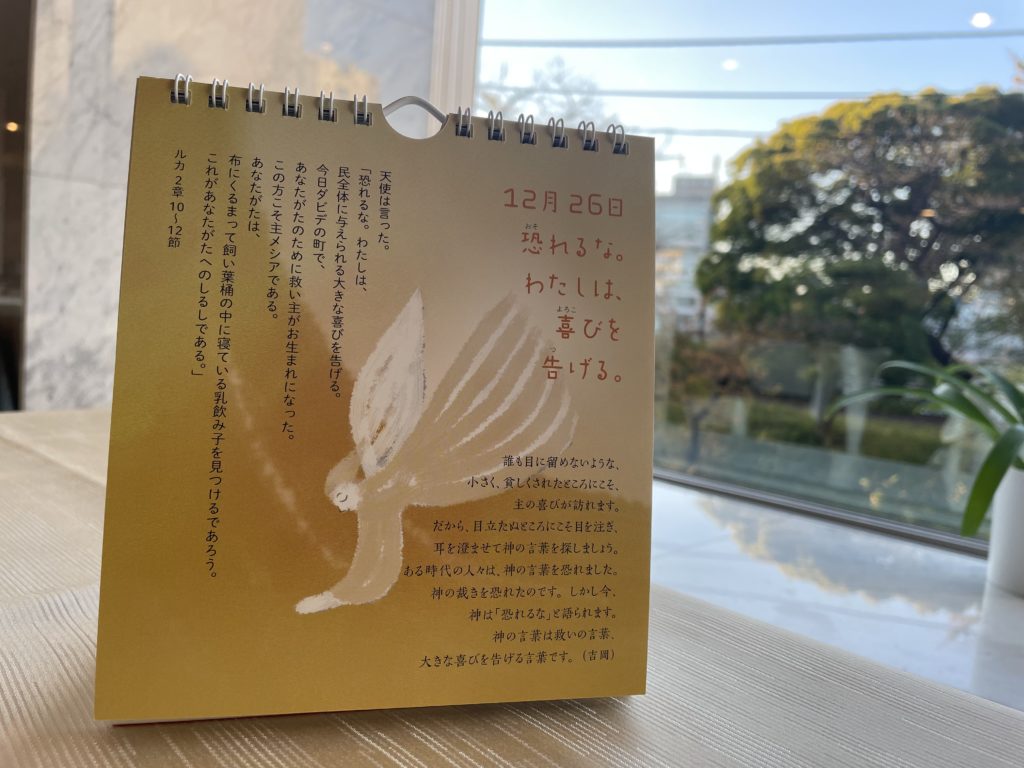 12月26日
恐れるな。
わたしは、
喜びを
告げる。
おそ
よろこ
つ
天使は言った。
「恐れるな。わたしは、
民全体に与えられる大きな喜びを告げる。
今日ダビデの町で、
あなたがたのために救い主がお生まれになった。
この方こそ主メシアである。
あなたがたは、
布にくるまって飼い葉桶の中に寝ている乳飲み子を見つけるであろう。
これがあなたがたへのしるしである。」
ルカ 2章10~12節
誰も目に留めないような、
小さく、貧しくされたところにこそ、
主の喜びが訪れます。
だから、目立たぬところにこそ目を注ぎ、
耳を澄ませて神の言葉を探しましょう。
ある時代の人々は、神の言葉を恐れました。
神の裁きを恐れたのです。しかし今、
神は「恐れるな」と語られます。
神の言葉は救いの言葉、
大きな喜びを告げる言葉です。(吉岡)